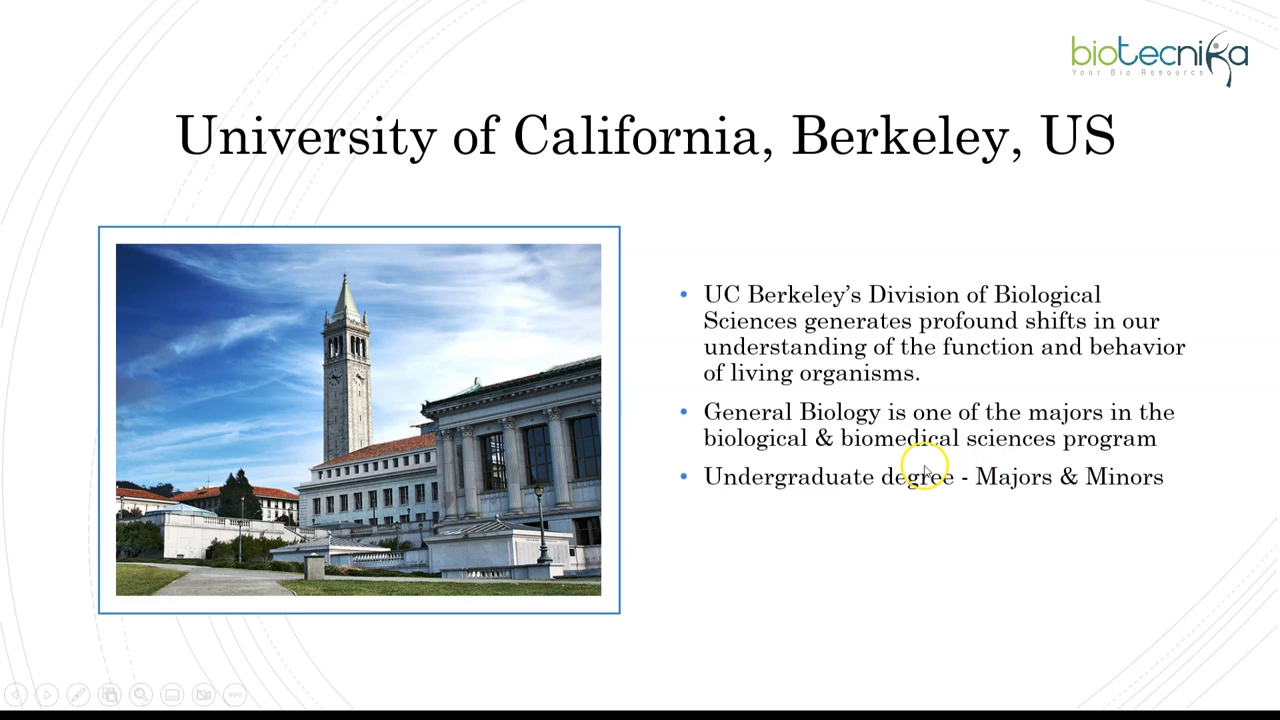 biotecnika
Your Bio Resource
University of California, Berkeley, US
• UC Berkeley’s Division of Biological
Sciences generates profound shifts in our
understanding of the function and behavior
of living organisms.
• General Biology is one of the majors in the
biological & biomedical sciences program
• Undergraduate degree - Majors & Minors